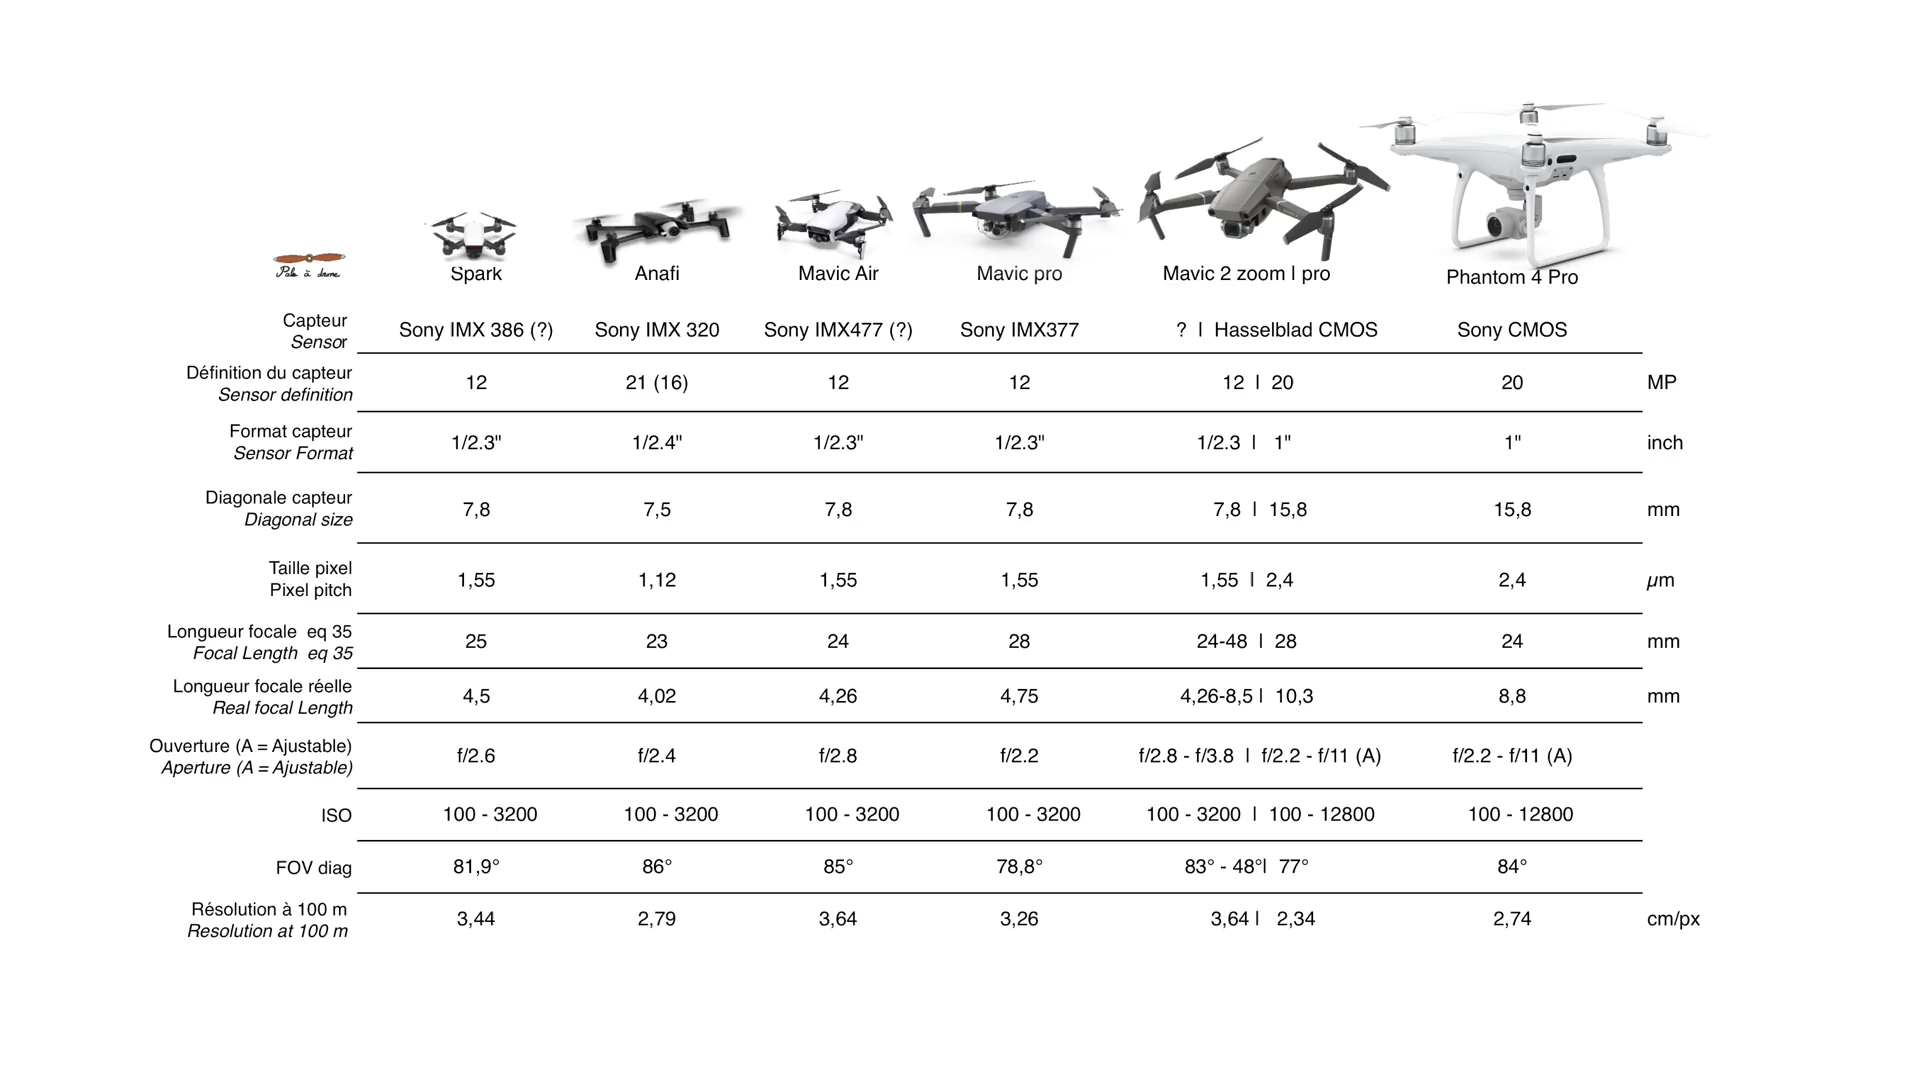 Pale à drone
Spark Anafi Mavic Air Mavic pro Mavic 2 zoom | pro Phantom 4 Pro
Capteur
Sensor
Sony IMX 386 (?) Sony IMX 320 Sony IMX477 (?) Sony IMX377 ? | Hasselblad CMOS Sony CMOS
Définition du capteur
Sensor definition
12 21 (16) 12 12 12 | 20 20 MP
Format capteur
Sensor Format
1/2.3" 1/2.4" 1/2.3" 1/2.3" 1/2.3 | 1" 1" inch
Diagonale capteur
Diagonal size
7,8 7,5 7,8 7,8 7,8 | 15,8 15,8 mm
Taille pixel
Pixel pitch
1,55 1,12 1,55 1,55 1,55 | 2,4 2,4 µm
Longueur focale eq 35
Focal Length eq 35
25 23 24 28 24-48 | 28 24 mm
Longueur focale réelle
Real focal Length
4,5 4,02 4,26 4,75 4,26-8,5 | 10,3 8,8 mm
Ouverture (A = Ajustable)
Aperture (A = Ajustable)
f/2.6 f/2.4 f/2.8 f/2.2 f/2.8 - f/3.8 | f/2.2 - f/11 (A) f/2.2 - f/11 (A)
ISO 100 - 3200 100 - 3200 100 - 3200 100 - 3200 100 - 3200 | 100 - 12800 100 - 12800
FOV diag 81,9° 86° 85° 78,8° 83° - 48°| 77° 84°
Résolution à 100 m
Resolution at 100 m
3,44 2,79 3,64 3,26 3,64 | 2,34 2,74 cm/px